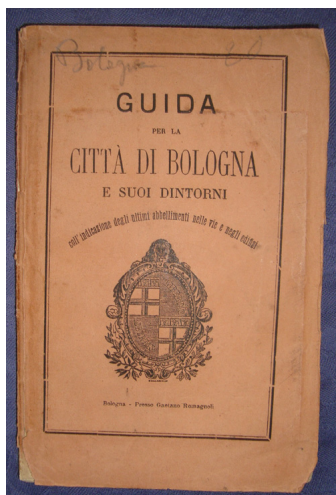 Bologna
GUIDA
PER LA
CITTÀ DI BOLOGNA
E SUOI DINTORNI
coll'indicazione degli ultimi abbellimenti nelle vie e negli edifizi
Bologna - Presso Gaetano Romagnoli